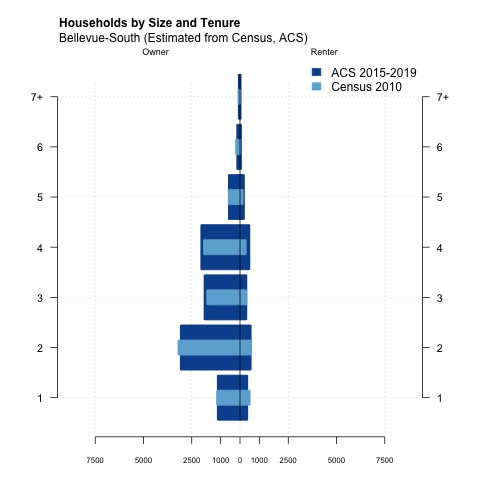 Households by Size and Tenure
Bellevue-South (Estimated from Census, ACS)
Owner Renter
ACS 2015-2019
Census 2010
7+ 7+
6 6
5 5
4 4
3 3
2 2
1 1
7500 5000 2500 1000 0 1000 2500 5000 7500